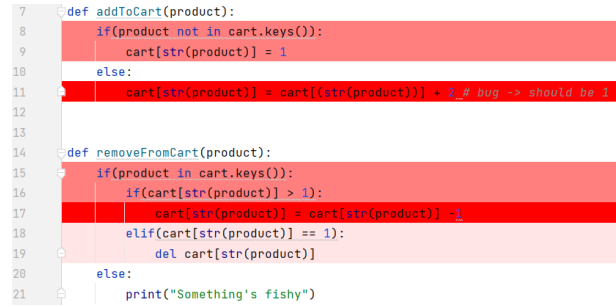 7 def addToCart(product):
8 if(product not in cart.keys()):
9 cart[str(product)] = 1
10 else:
11 cart[str(product)] = cart[(str(product))] + 2 # bug -> should be 1
12
13
14 def removeFromCart(product):
15 if(product in cart.keys()):
16 if(cart[str(product)] > 1):
17 cart[str(product)] = cart[str(product)] -1
18 elif(cart[str(product)] == 1):
19 del cart[str(product)]
20 else:
21 print("Something's fishy")